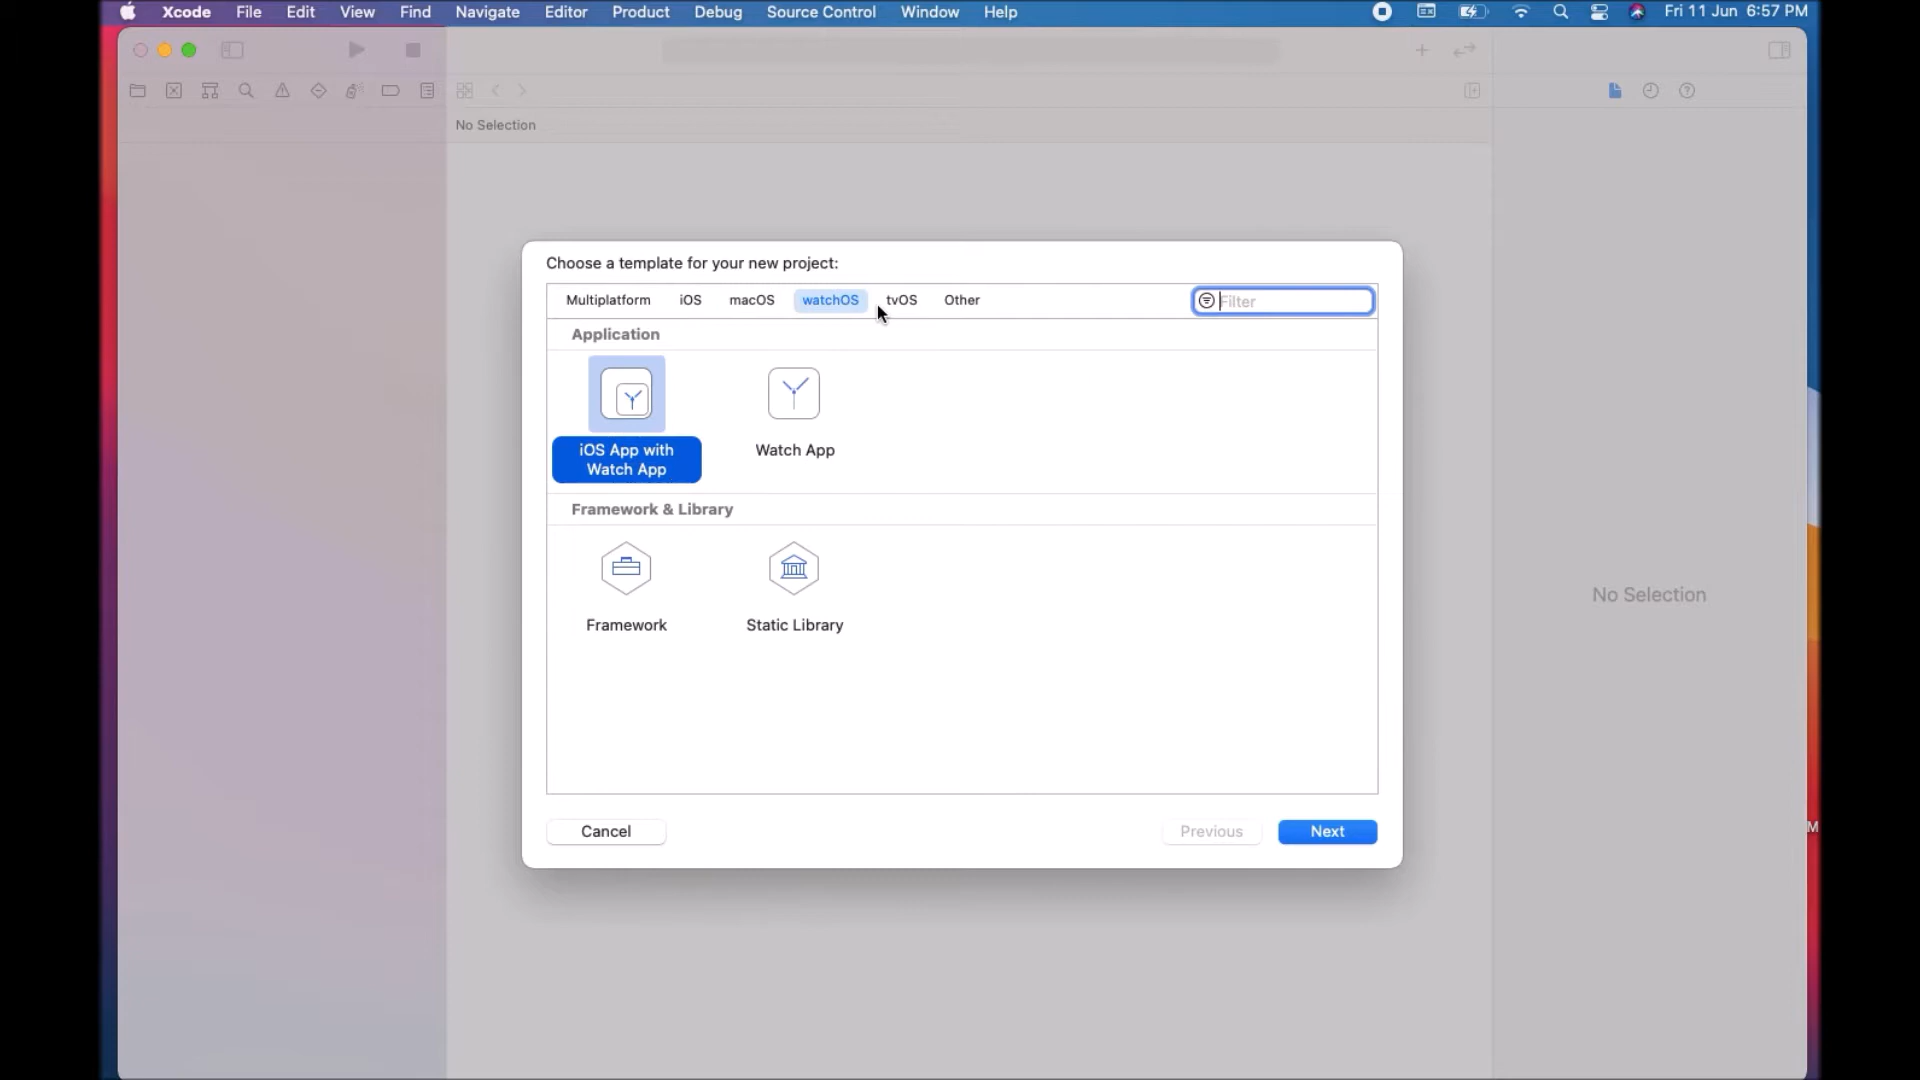 Xcode File Edit View Find Navigate Editor Product Debug Source Control Window Help Fri 11 Jun 6:57 PM
No Selection
Choose a template for your new project:
Multiplatform iOS macOS watchOS tvOS Other Filter
Application
iOS App with
Watch App
Watch App
Framework & Library
Framework
Static Library
No Selection
Cancel Previous Next
M